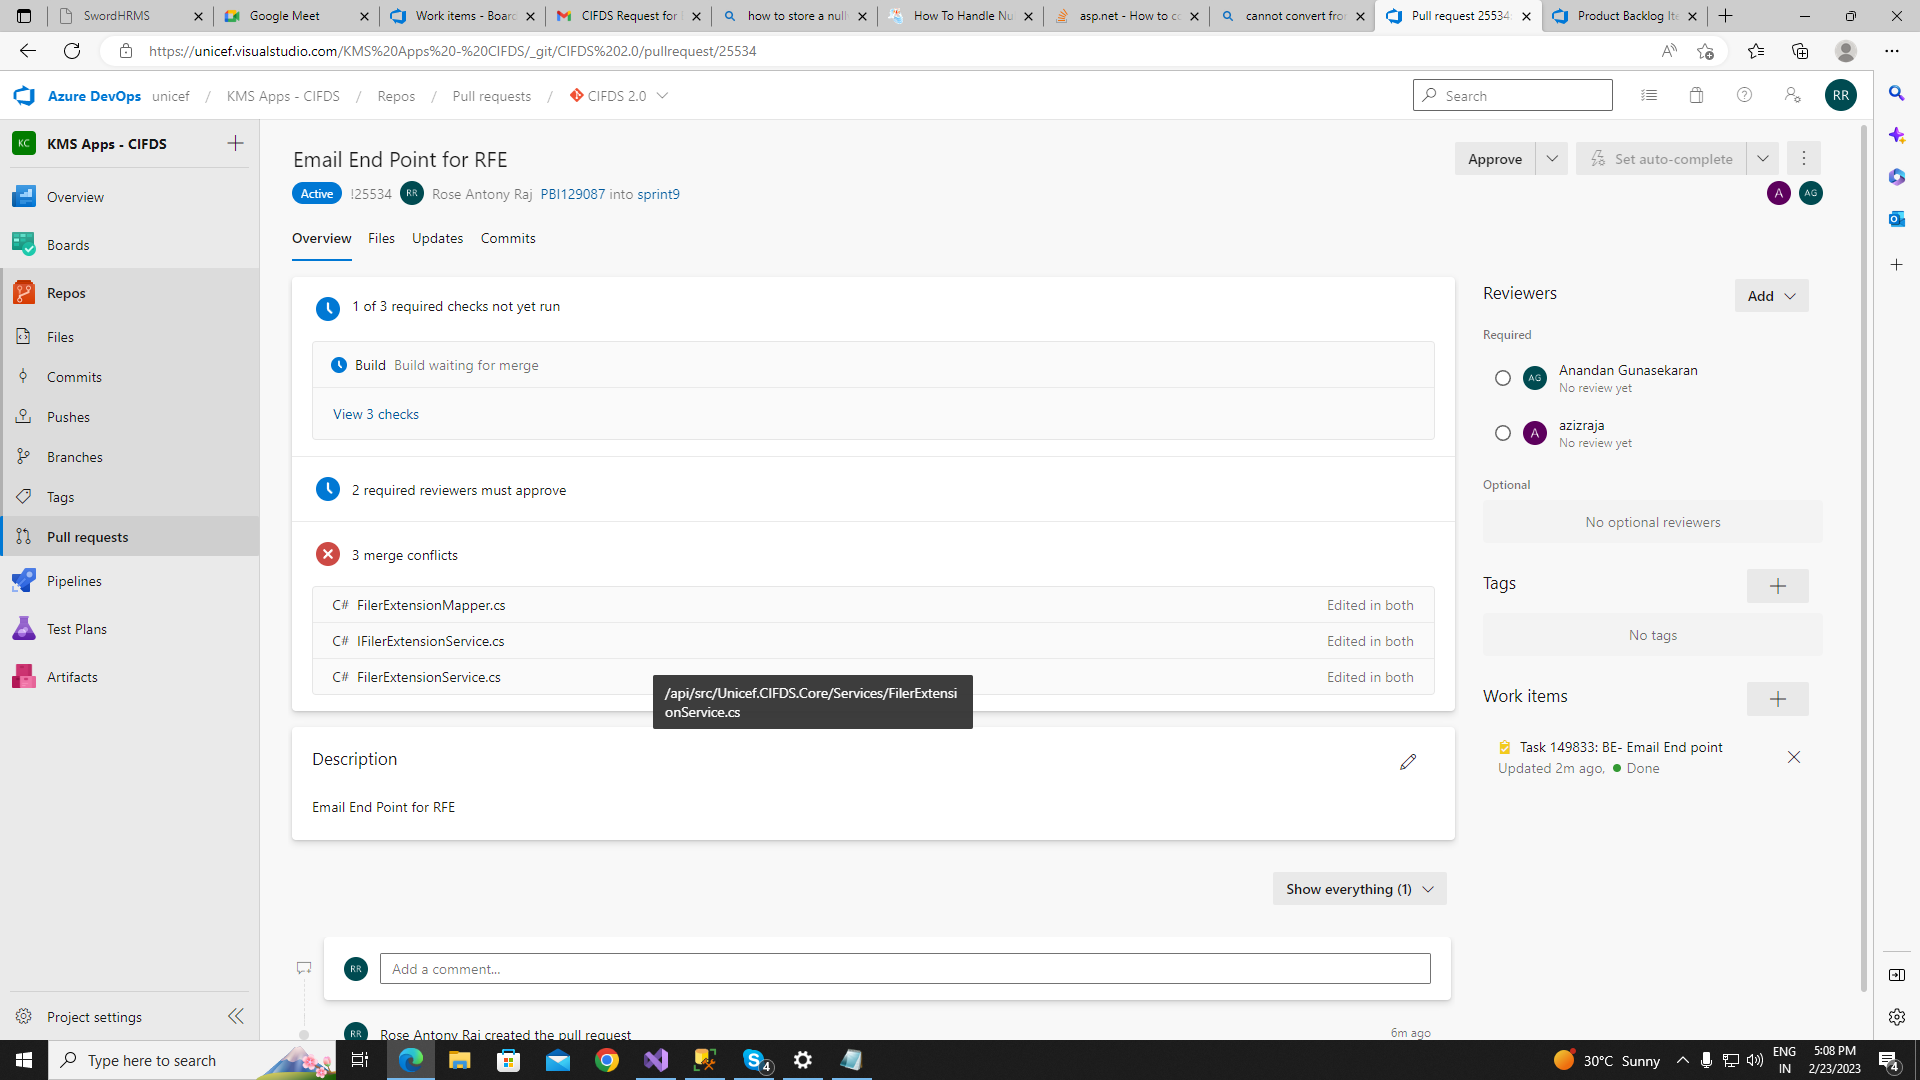 SwordHRMS
Google Meet
Work items - Board
CIFDS Request for
how to store a null
How To Handle Nu
asp.net - How to co
cannot convert from
Pull request 25534
Product Backlog Ite
https://unicef.visualstudio.com/KMS%20Apps%20-%20CIFDS/_git/CIFDS%202.0/pullrequest/25534
Azure DevOps unicef / KMS Apps - CIFDS / Repos / Pull requests / CIFDS 2.0
Search
RR
KC KMS Apps - CIFDS
Overview
Boards
Repos
Files
Commits
Pushes
Branches
Tags
Pull requests
Pipelines
Test Plans
Artifacts
Project settings
Email End Point for RFE
Approve
Set auto-complete
Active !25534 RR Rose Antony Raj PBI129087 into sprint9
A AG
Overview Files Updates Commits
1 of 3 required checks not yet run
Build Build waiting for merge
View 3 checks
2 required reviewers must approve
3 merge conflicts
C# FilerExtensionMapper.cs Edited in both
C# IFilerExtensionService.cs Edited in both
C# FilerExtensionService.cs Edited in both
/api/src/Unicef.CIFDS.Core/Services/FilerExtensi
onService.cs
Description
Email End Point for RFE
Show everything (1)
RR Add a comment...
RR Rose Antony Raj created the pull request 6m ago
Reviewers
Add
Required
AG Anandan Gunasekaran
No review yet
A azizraja
No review yet
Optional
No optional reviewers
Tags
No tags
Work items
Task 149833: BE- Email End point
Updated 2m ago, Done
Type here to search
4
30°C Sunny
ENG
IN
5:08 PM
2/23/2023
4